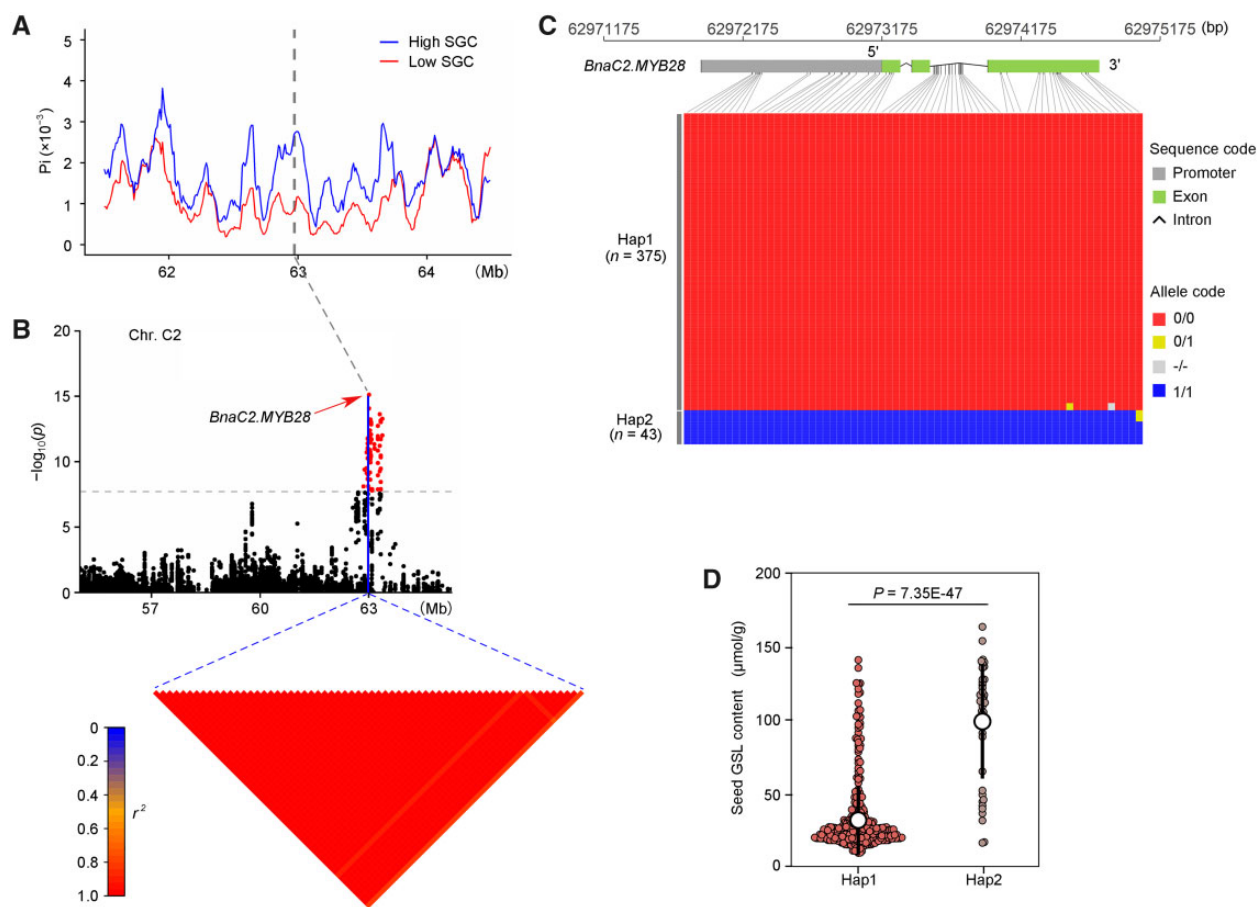 A
Pi (×10⁻³)
5
4
3
2
1
0
High SGC
Low SGC
62
63
64
(Mb)
B
Chr. C2
−log₁₀(p)
20
15
10
5
0
BnaC2.MYB28
57
60
63
(Mb)
0
0.2
0.4
0.6
0.8
1.0
r²
C
62971175
62972175
62973175
62974175
62975175
(bp)
5'
BnaC2.MYB28
3'
Hap1
(n = 375)
Hap2
(n = 43)
Sequence code
Promoter
Exon
Intron
Allele code
0/0
0/1
-/-
1/1
D
Seed GSL content (μmol/g)
200
150
100
50
0
P = 7.35E-47
Hap1
Hap2